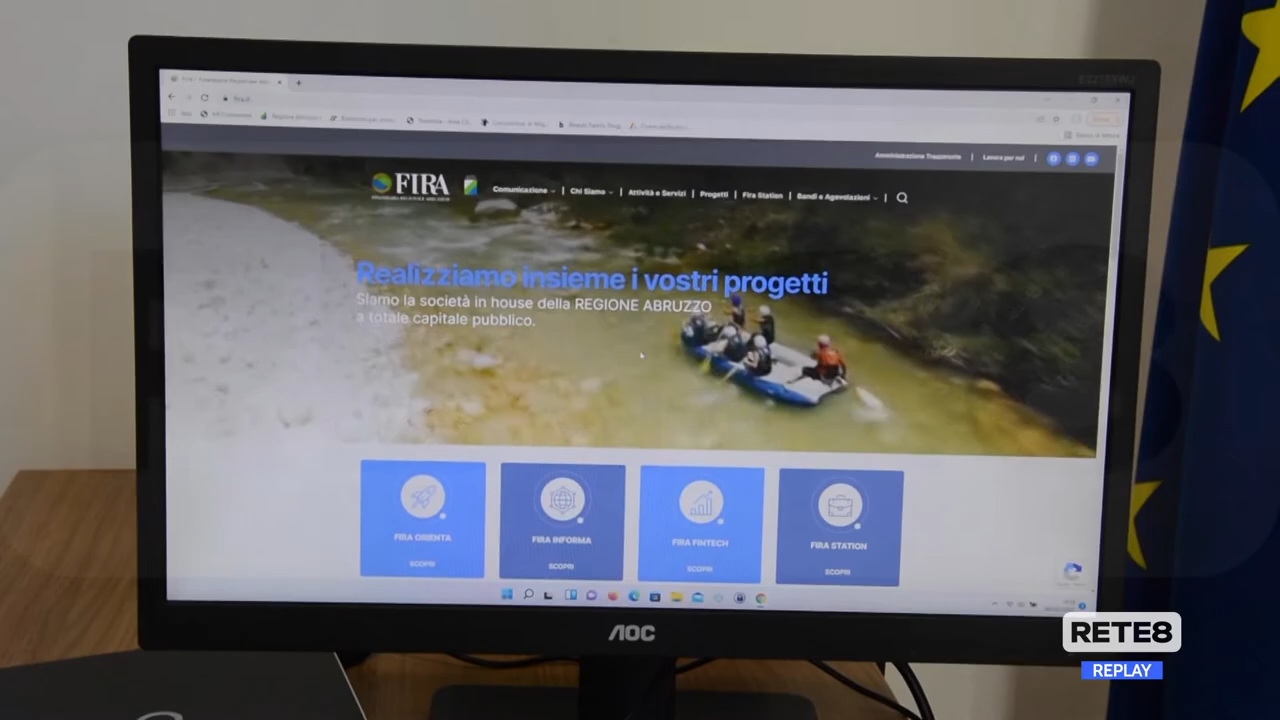 Amministrazione Trasparente | Lavora per noi |
FIRA
Comunicazione | Chi Siamo | Attività e Servizi | Progetti | Fira Station | Bandi e Agevolazioni |
Realizziamo insieme i vostri progetti
Siamo la società in house della REGIONE ABRUZZO
a totale capitale pubblico.
FIRA ORIENTA
SCOPRI
FIRA INFORMA
SCOPRI
FIRA FINTECH
SCOPRI
FIRA STATION
SCOPRI
AOC
RETE8
REPLAY